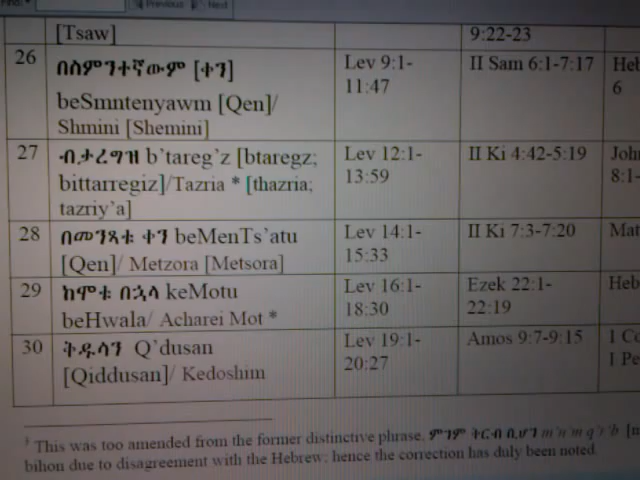 Previous Next
[Tsaw] 9:22-23
26 በስምንተኛውም [ቀን] Lev 9:1- II Sam 6:1-7:17 Heb
beSmntenyawm [Qen]/ 11:47 6
Shmini [Shemini]
27 ብታረግዝ b'tareg'z [btaregz; Lev 12:1- II Ki 4:42-5:19 John
bittarregiz]/Tazria * [thazria; 13:59 8:1-
tazriy'a]
28 በመንጻቱ ቀን beMenTs'atu Lev 14:1- II Ki 7:3-7:20 Mat
[Qen]/ Metzora [Metsora] 15:33
29 ከሞቱ በኋላ keMotu Lev 16:1- Ezek 22:1- Heb
beHwala/ Acharei Mot * 18:30 22:19
30 ቅዱሳን Q'dusan Lev 19:1- Amos 9:7-9:15 1 Co
[Qiddusan]/ Kedoshim 20:27 1 Pe
This was too amended from the former distinctive phrase, ምንም ቅርብ ቢሆን
bihon due to disagreement with the Hebrew; hence the correction has duly been noted.